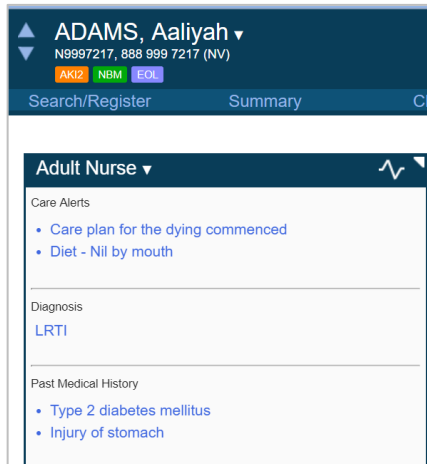 ADAMS, Aaliyah
N9997217, 888 999 7217 (NV)
AKI2 NBM EOL
Search/Register Summary
Adult Nurse
Care Alerts
Care plan for the dying commenced
Diet - Nil by mouth
Diagnosis
LRTI
Past Medical History
Type 2 diabetes mellitus
Injury of stomach